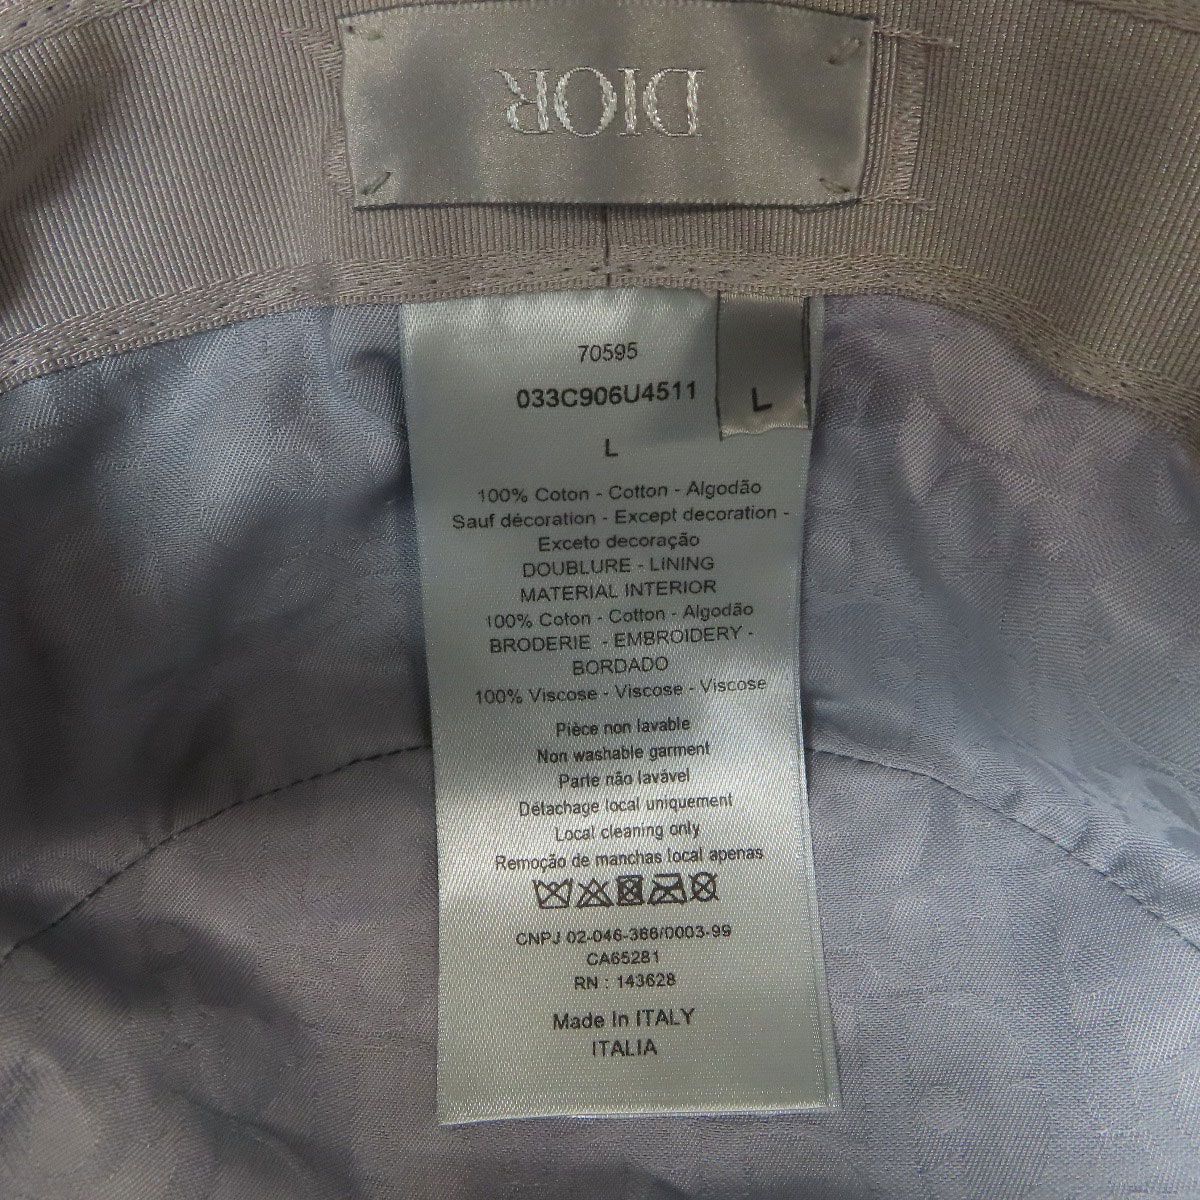 DIOR
70595
033C906U4511
L
L
100% Coton - Cotton - Algodão
Sauf décoration - Except decoration -
Exceto decoração
DOUBLURE - LINING
MATERIAL INTERIOR
100% Coton - Cotton - Algodão
BRODERIE - EMBROIDERY -
BORDADO
100% Viscose - Viscose - Viscose
Pièce non lavable
Non washable garment
Parte não lavável
Détachage local uniquement
Local cleaning only
Remoção de manchas local apenas
CNPJ 02-046-366/0003-99
CA65281
RN : 143628
Made In ITALY
ITALIA